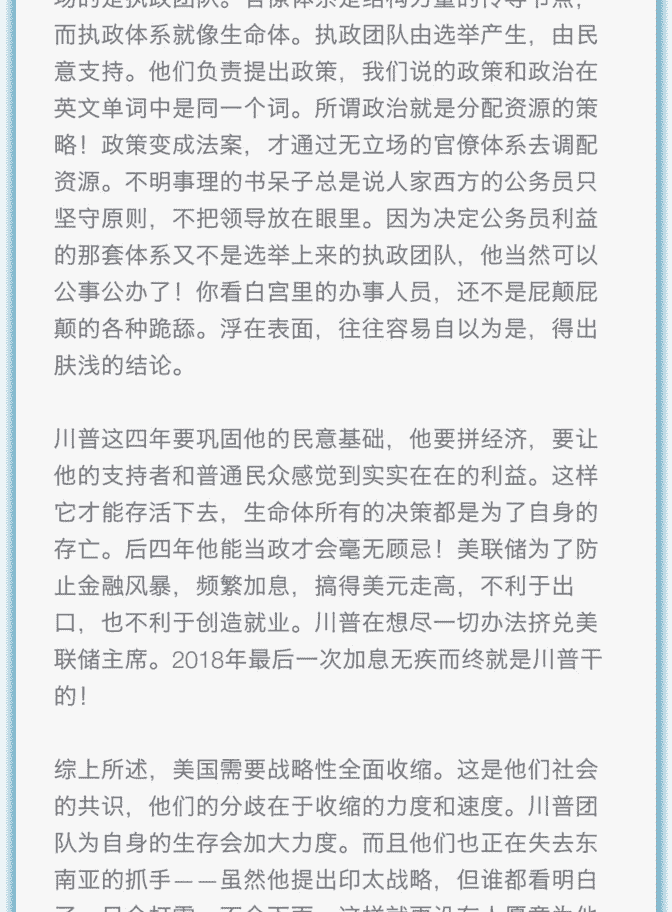 场的是执政团队。官僚体系是结构力量的传导节点，
而执政体系就像生命体。执政团队由选举产生，由民
意支持。他们负责提出政策，我们说的政策和政治在
英文单词中是同一个词。所谓政治就是分配资源的策
略！政策变成法案，才通过无立场的官僚体系去调配
资源。不明事理的书呆子总是说人家西方的公务员只
坚守原则，不把领导放在眼里。因为决定公务员利益
的那套体系又不是选举上来的执政团队，他当然可以
公事公办了！你看白宫里的办事人员，还不是屁颠屁
颠的各种跪舔。浮在表面，往往容易自以为是，得出
肤浅的结论。
川普这四年要巩固他的民意基础，他要拼经济，要让
他的支持者和普通民众感觉到实实在在的利益。这样
它才能存活下去，生命体所有的决策都是为了自身的
存亡。后四年他能当政才会毫无顾忌！美联储为了防
止金融风暴，频繁加息，搞得美元走高，不利于出
口，也不利于创造就业。川普在想尽一切办法挤兑美
联储主席。2018年最后一次加息无疾而终就是川普干
的！
综上所述，美国需要战略性全面收缩。这是他们社会
的共识，他们的分歧在于收缩的力度和速度。川普团
队为自身的生存会加大力度。而且他们也正在失去东
南亚的抓手——虽然他提出印太战略，但谁都看明白